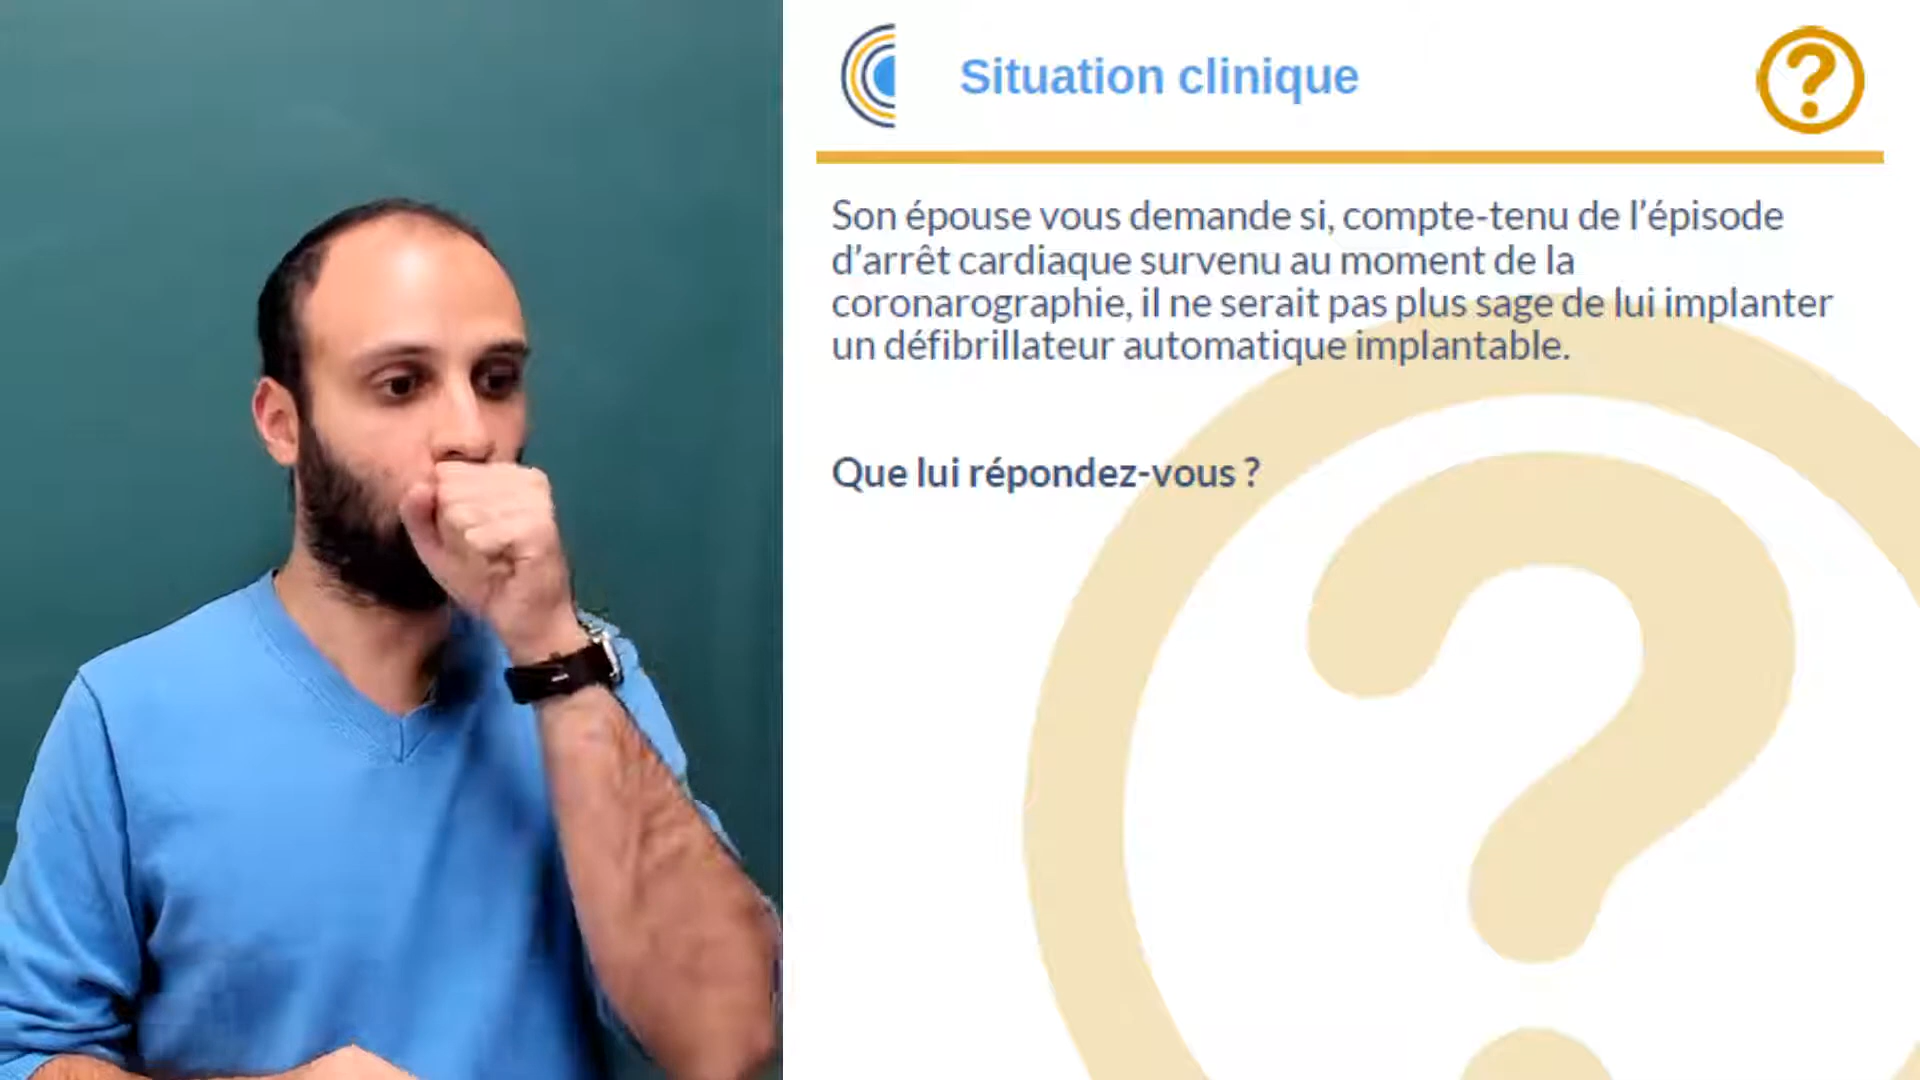 Situation clinique
Son épouse vous demande si, compte-tenu de l'épisode
d'arrêt cardiaque survenu au moment de la
coronarographie, il ne serait pas plus sage de lui implanter
un défibrillateur automatique implantable.
Que lui répondez-vous ?